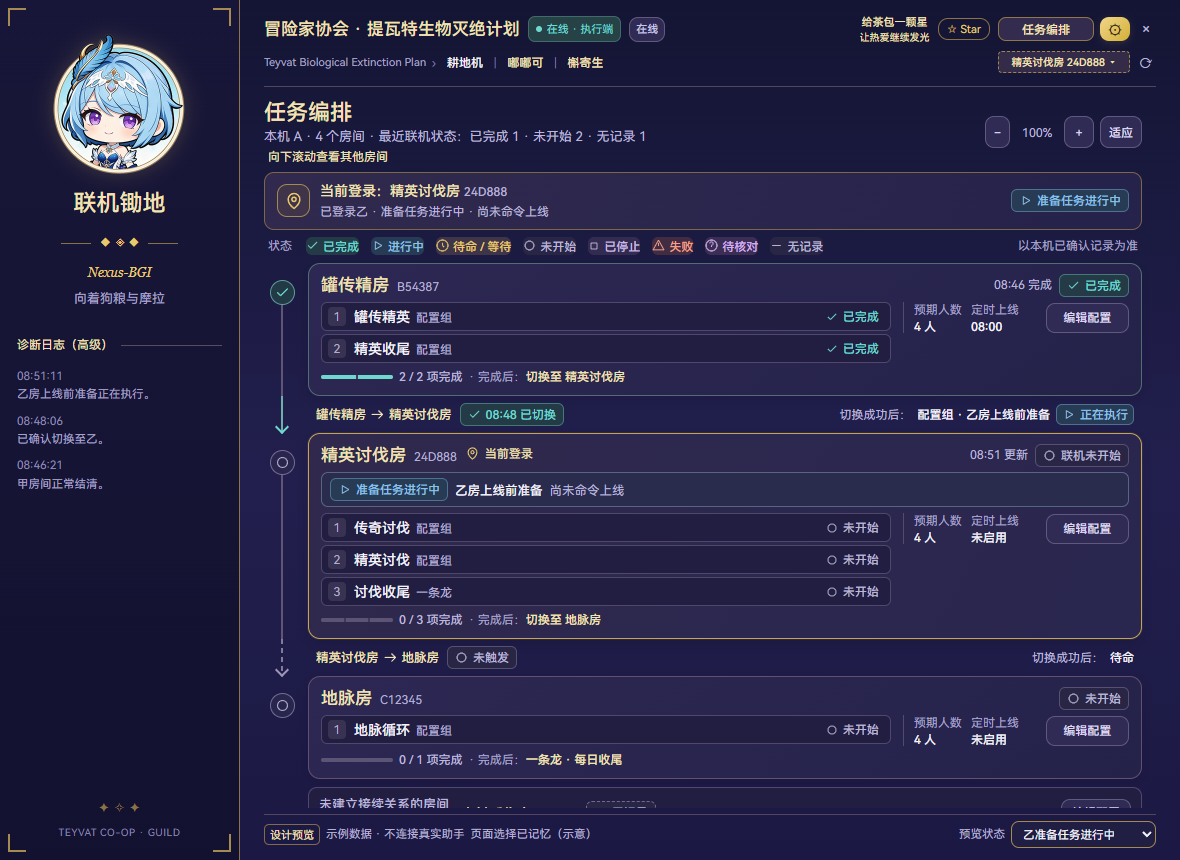 联机锄地
Nexus-BGI
向着狗粮与摩拉
诊断日志（高级）
08:51:11
乙房上线前准备正在执行。
08:48:06
已确认切换至乙。
08:46:21
甲房间正常结清。
TEYVAT CO-OP · GUILD
冒险家协会 · 提瓦特生物灭绝计划 在线 · 执行端 在线
给茶包一颗星
让热爱继续发光
☆ Star
任务编排
×
Teyvat Biological Extinction Plan › 耕地机 | 嘟嘟可 | 槲寄生
精英讨伐房 24D888
任务编排
本机 A · 4 个房间 · 最近联机状态：已完成 1 · 未开始 2 · 无记录 1
向下滚动查看其他房间
− 100% + 适应
当前登录：精英讨伐房 24D888
已登录乙 · 准备任务进行中 · 尚未命令上线
准备任务进行中
状态 已完成 进行中 待命 / 等待 未开始 已停止 失败 待核对 无记录 以本机已确认记录为准
罐传精房 B54387 08:46 完成 已完成
1 罐传精英 配置组 已完成
2 精英收尾 配置组 已完成
2 / 2 项完成 · 完成后：切换至 精英讨伐房
预期人数 定时上线
4 人 08:00
编辑配置
罐传精房 → 精英讨伐房 08:48 已切换 切换成功后： 配置组 · 乙房上线前准备 正在执行
精英讨伐房 24D888 当前登录 08:51 更新 联机未开始
准备任务进行中 乙房上线前准备 尚未命令上线
1 传奇讨伐 配置组 未开始
2 精英讨伐 配置组 未开始
3 讨伐收尾 一条龙 未开始
0 / 3 项完成 · 完成后：切换至 地脉房
预期人数 定时上线
4 人 未启用
编辑配置
精英讨伐房 → 地脉房 未触发 切换成功后： 待命
地脉房 C12345 未开始
1 地脉循环 配置组 未开始
0 / 1 项完成 · 完成后：一条龙 · 每日收尾
预期人数 定时上线
4 人 未启用
编辑配置
未建立接续关系的房间
设计预览 示例数据 · 不连接真实助手 页面选择已记忆（示意）
预览状态 乙准备任务进行中